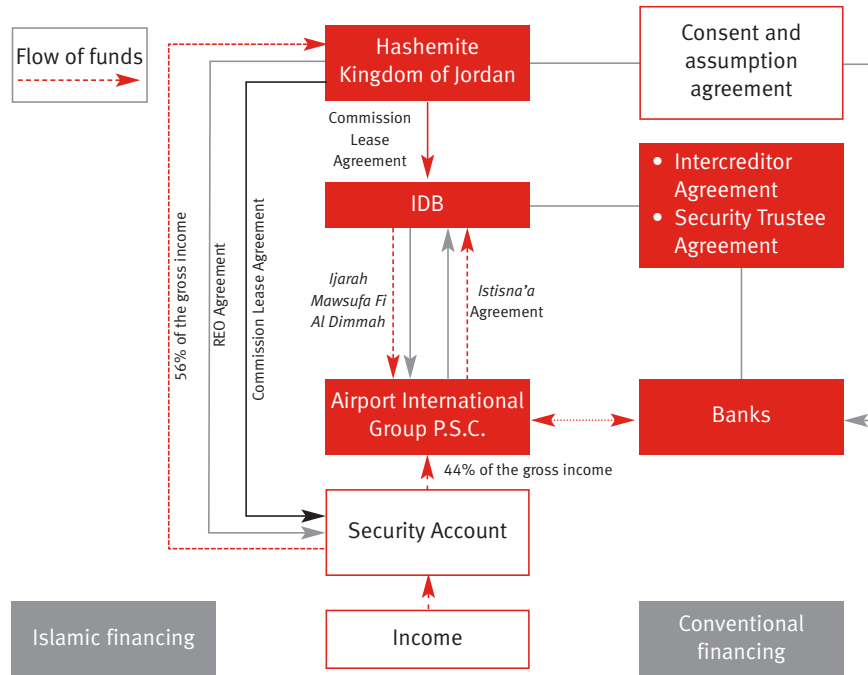 Flow of funds
Hashemite
Kingdom of Jordan
Consent and
assumption
agreement
Commission
Lease
Agreement
IDB
• Intercreditor
Agreement
• Security Trustee
Agreement
56% of the gross income
REO Agreement
Commission Lease Agreement
Ijarah
Mawsufa Fi
Al Dimmah
Istisna’a
Agreement
Airport International
Group P.S.C.
Banks
44% of the gross income
Security Account
Islamic financing
Income
Conventional
financing